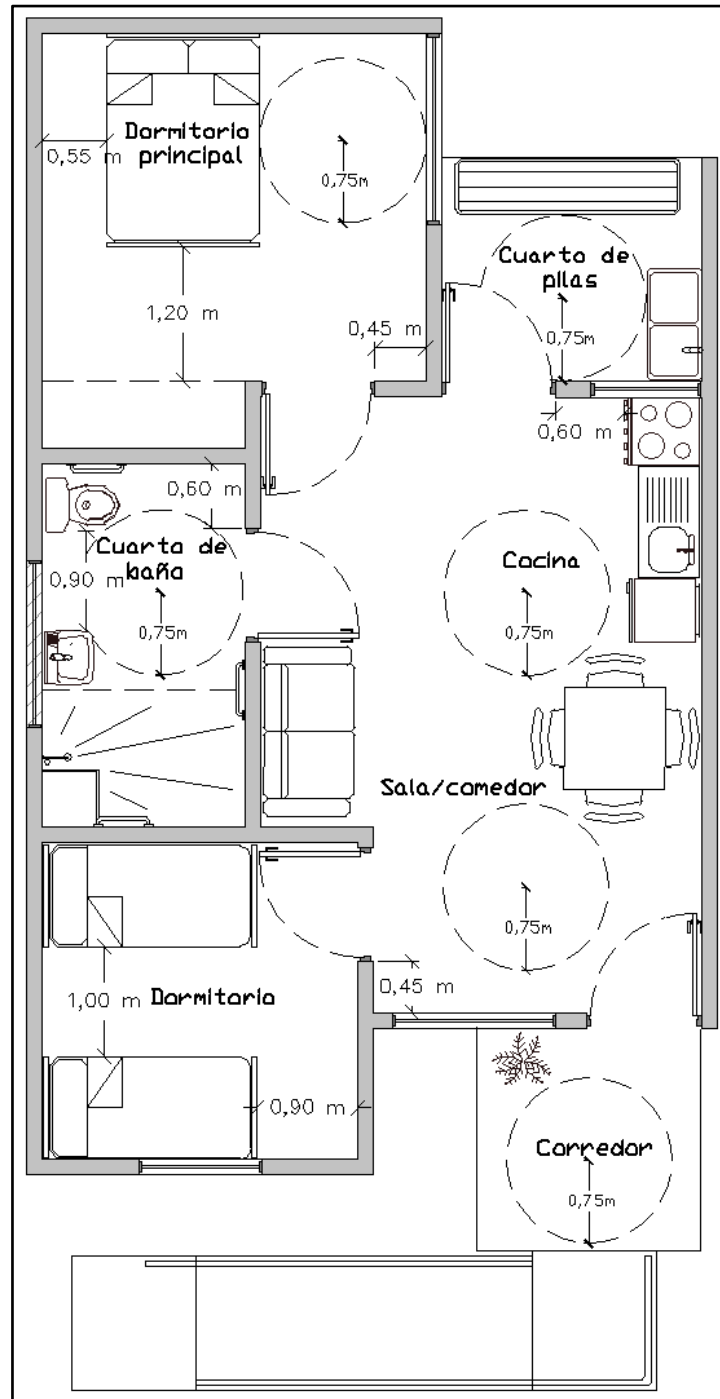 Dormitorio
principal
0,55 m
0,75m
Cuarto de
pilas
1,20 m
0,45 m
0,75m
0,60 m
0,60 m
Cuarto de
baño
0,90 m
0,75m
Cocina
0,75m
Sala/comedor
0,75m
1,00 m
Dormitorio
0,45 m
0,90 m
Corredor
0,75m